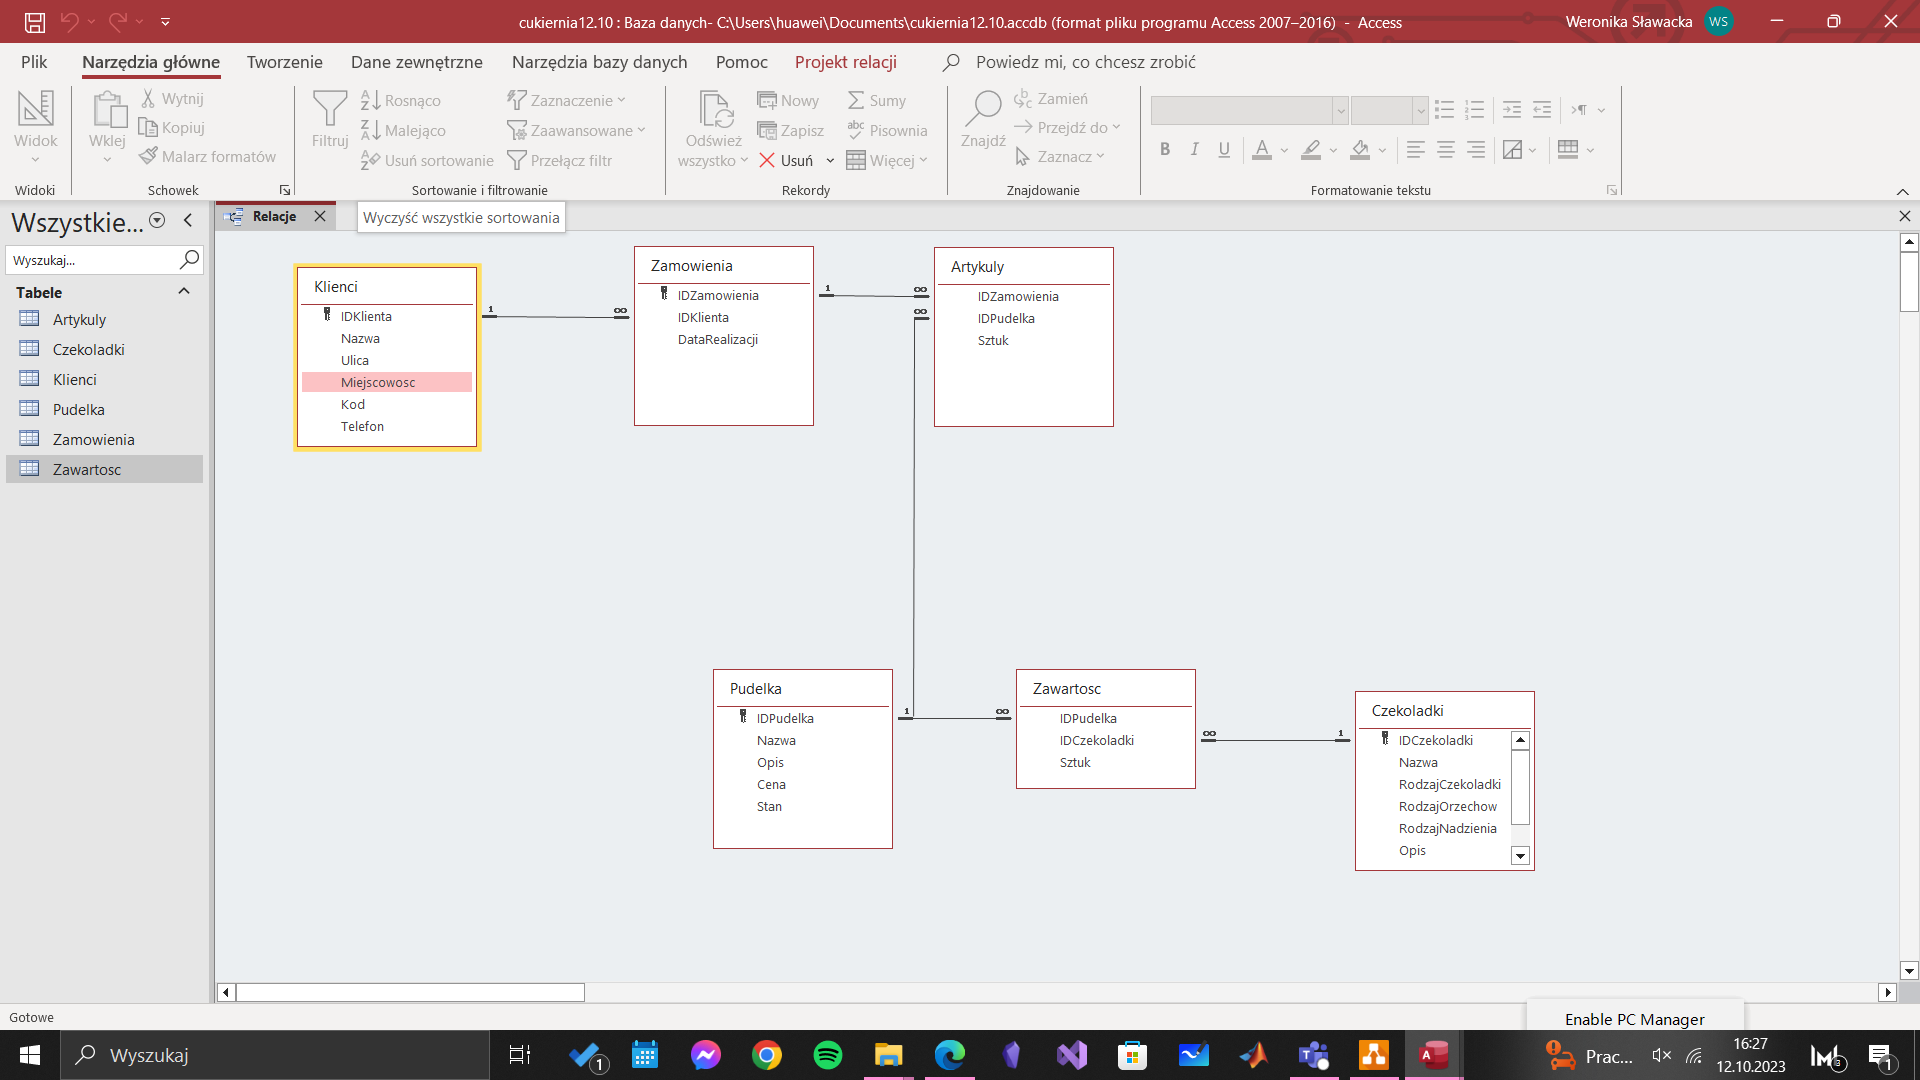 cukiernia12.10 : Baza danych- C:\Users\huawei\Documents\cukiernia12.10.accdb (format pliku programu Access 2007–2016) - Access
Weronika Sławacka
WS
Plik
Narzędzia główne
Tworzenie
Dane zewnętrzne
Narzędzia bazy danych
Pomoc
Projekt relacji
Powiedz mi, co chcesz zrobić
Widok
Widoki
Wklej
Wytnij
Kopiuj
Malarz formatów
Schowek
Filtruj
Rosnąco
Malejąco
Usuń sortowanie
Zaznaczenie
Zaawansowane
Przełącz filtr
Sortowanie i filtrowanie
Odśwież
wszystko
Nowy
Zapisz
Usuń
Sumy
Pisownia
Więcej
Rekordy
Znajdź
Zamień
Przejdź do
Zaznacz
Znajdowanie
B I U A
Formatowanie tekstu
Wszystkie...
Wyszukaj...
Tabele
Artykuly
Czekoladki
Klienci
Pudelka
Zamowienia
Zawartosc
Relacje
Wyczyść wszystkie sortowania
Klienci
IDKlienta
Nazwa
Ulica
Miejscowosc
Kod
Telefon
1
∞
Zamowienia
IDZamowienia
IDKlienta
DataRealizacji
1
∞
∞
Artykuly
IDZamowienia
IDPudelka
Sztuk
Pudelka
IDPudelka
Nazwa
Opis
Cena
Stan
1
∞
Zawartosc
IDPudelka
IDCzekoladki
Sztuk
∞
1
Czekoladki
IDCzekoladki
Nazwa
RodzajCzekoladki
RodzajOrzechow
RodzajNadzienia
Opis
Gotowe
Enable PC Manager
Wyszukaj
1
Prac...
16:27
12.10.2023
3
1